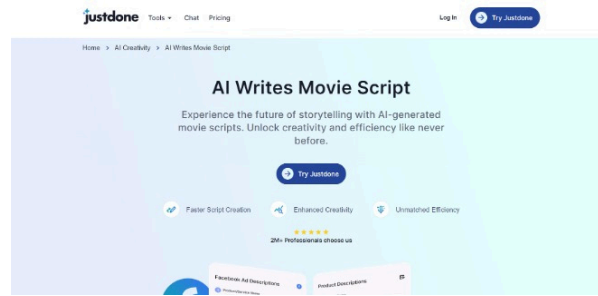 justdone
Tools Chat Pricing
Log In
Try Justdone
Home > AI Creativity > AI Writes Movie Script
AI Writes Movie Script
Experience the future of storytelling with AI-generated
movie scripts. Unlock creativity and efficiency like never
before.
Try Justdone
Faster Script Creation
Enhanced Creativity
Unmatched Efficiency
2M+ Professionals choose us
Facebook Ad Descriptions
Product Descriptions